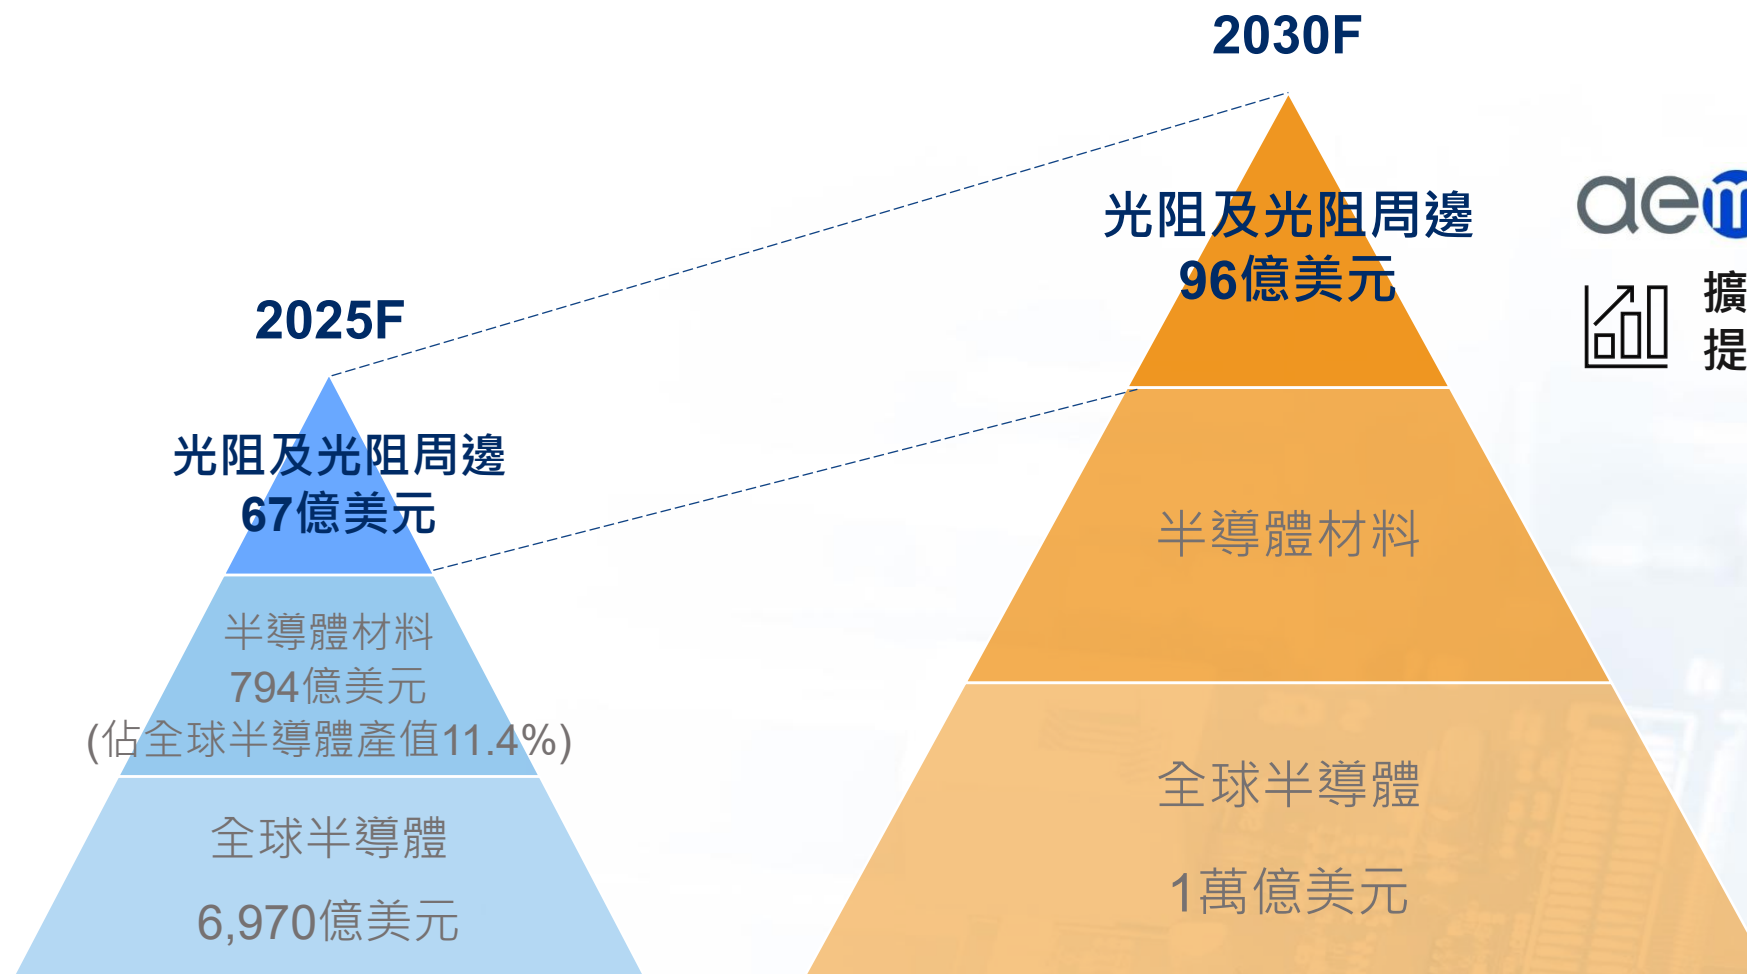 2025F
光阻及光阻周邊
67億美元
半導體材料
794億美元
(佔全球半導體產值11.4%)
全球半導體
6,970億美元
2030F
光阻及光阻周邊
96億美元
半導體材料
全球半導體
1萬億美元
aem
擴
提